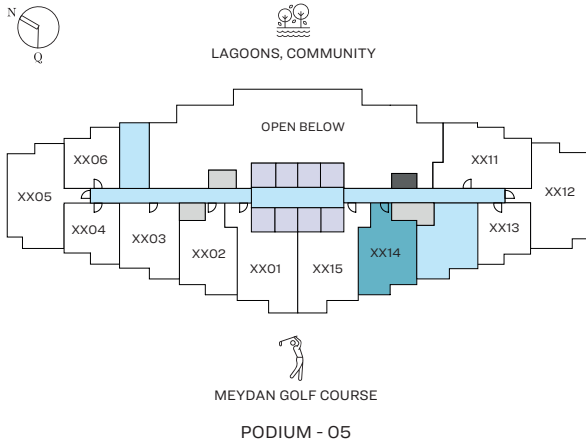 N
Q
LAGOONS, COMMUNITY
OPEN BELOW
XX06
XX11
XX05
XX12
XX04
XX03
XX02
XX01
XX15
XX14
XX13
MEYDAN GOLF COURSE
PODIUM - 05